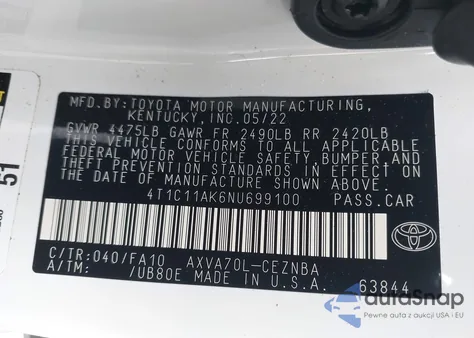 MFD.BY:TOYOTA MOTOR MANUFACTURING,
KENTUCKY, INC.05/22
GVWR 4475LB GAWR FR 2490LB RR 2420LB
THIS VEHICLE CONFORMS TO ALL APPLICABLE
FEDERAL MOTOR VEHICLE SAFETY, BUMPER, AND
THEFT PREVENTION STANDARDS IN EFFECT ON
THE DATE OF MANUFACTURE SHOWN ABOVE.
4T1C11AK6NU699100 PASS.CAR
C/TR:040/FA10 AXVA70L-CEZNBA
A/TM: /UB80E MADE IN U.S.A. 63844
TOYOTA
51
autoSnap
Pewne auta z aukcji USA i EU